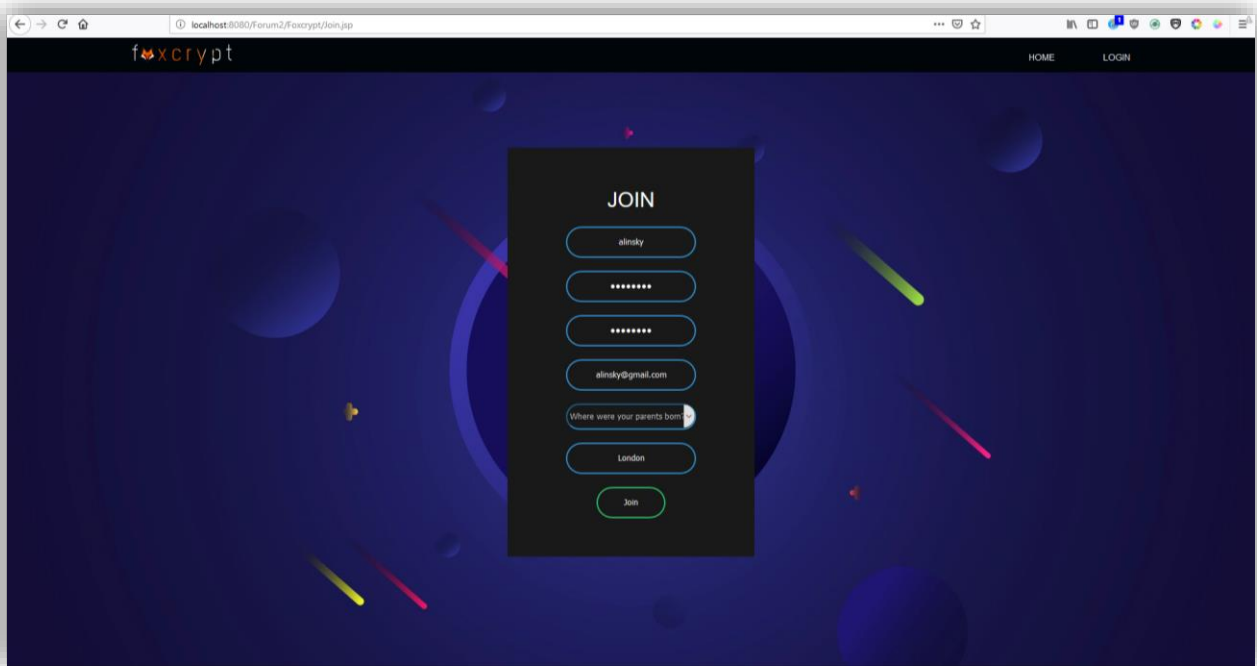 localhost:8080/Forum2/Foxcrypt/Join.jsp
foxcrypt
HOME LOGIN
JOIN
alinsky
••••••••
••••••••
alinsky@gmail.com
Where were your parents born?
London
Join